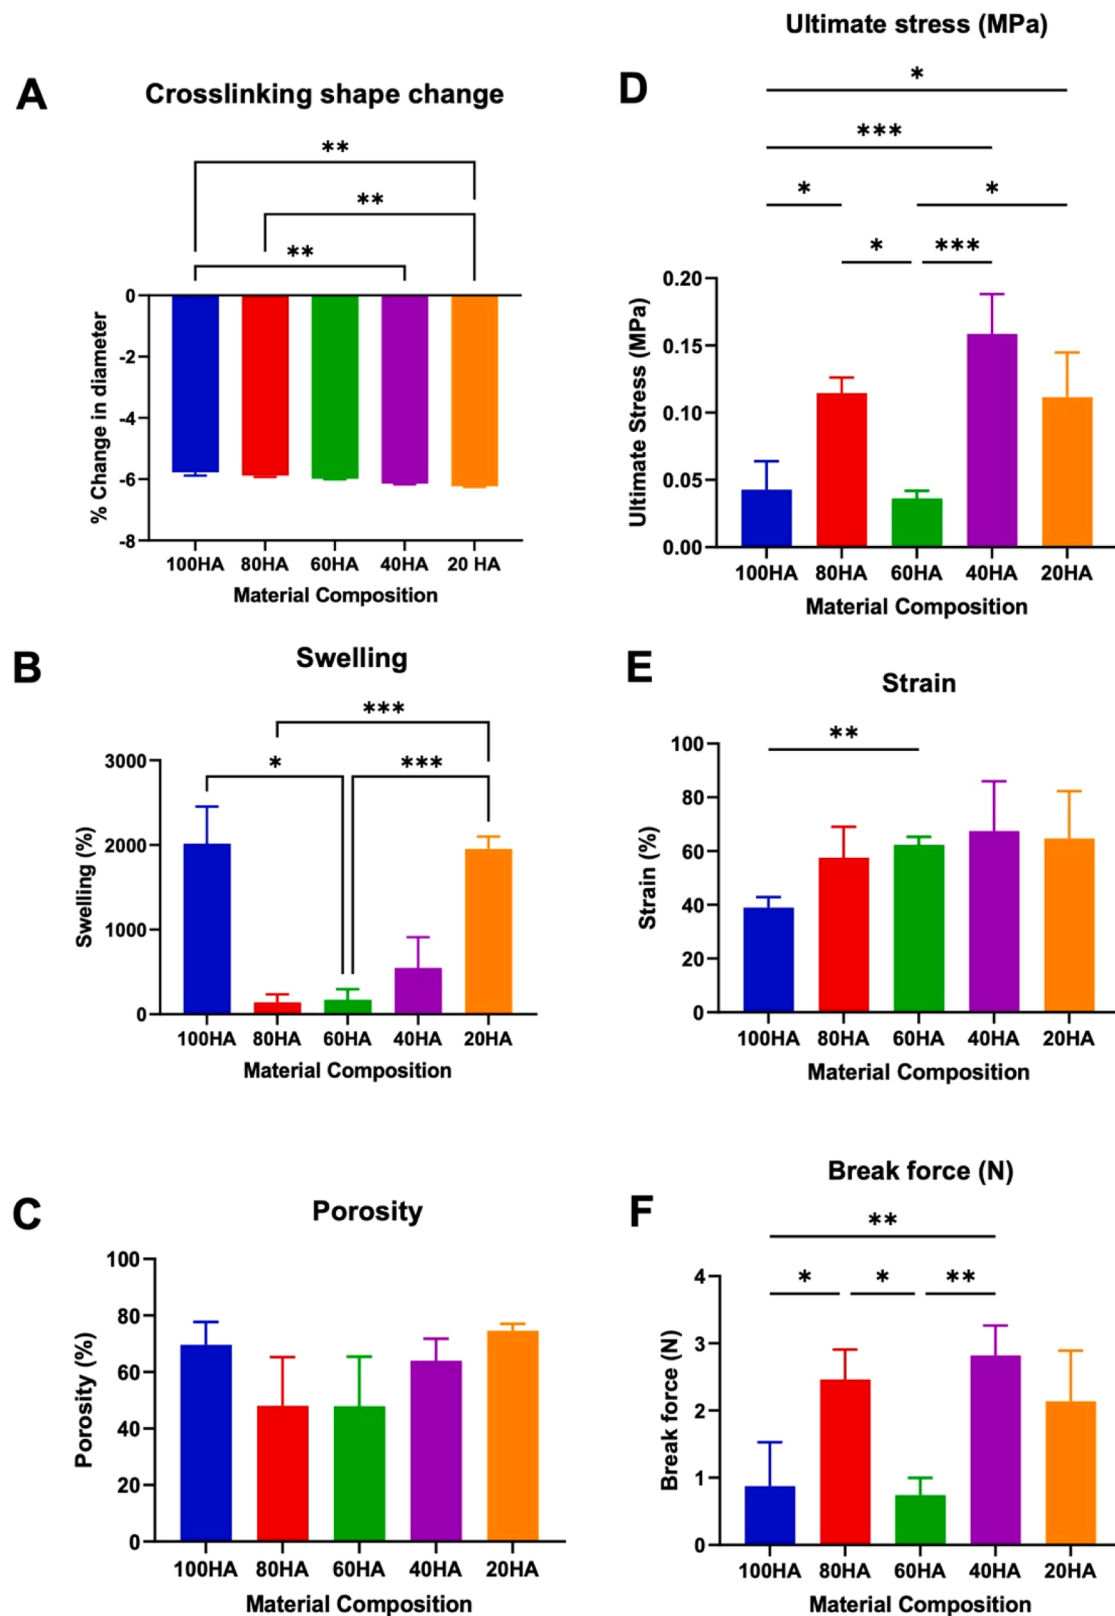 A
Crosslinking shape change
**
**
**
0
-2
-4
-6
-8
% Change in diameter
100HA 80HA 60HA 40HA 20 HA
Material Composition
B
Swelling
***
* ***
3000
2000
1000
0
Swelling (%)
100HA 80HA 60HA 40HA 20HA
Material Composition
C
Porosity
100
80
60
40
20
0
Porosity (%)
100HA 80HA 60HA 40HA 20HA
Material Composition
Ultimate stress (MPa)
D
*
***
* *
* ***
0.20
0.15
0.10
0.05
0.00
Ultimate Stress (MPa)
100HA 80HA 60HA 40HA 20HA
Material Composition
E
Strain
**
100
80
60
40
20
0
Strain (%)
100HA 80HA 60HA 40HA 20HA
Material Composition
Break force (N)
F
**
* * **
4
3
2
1
0
Break force (N)
100HA 80HA 60HA 40HA 20HA
Material Composition